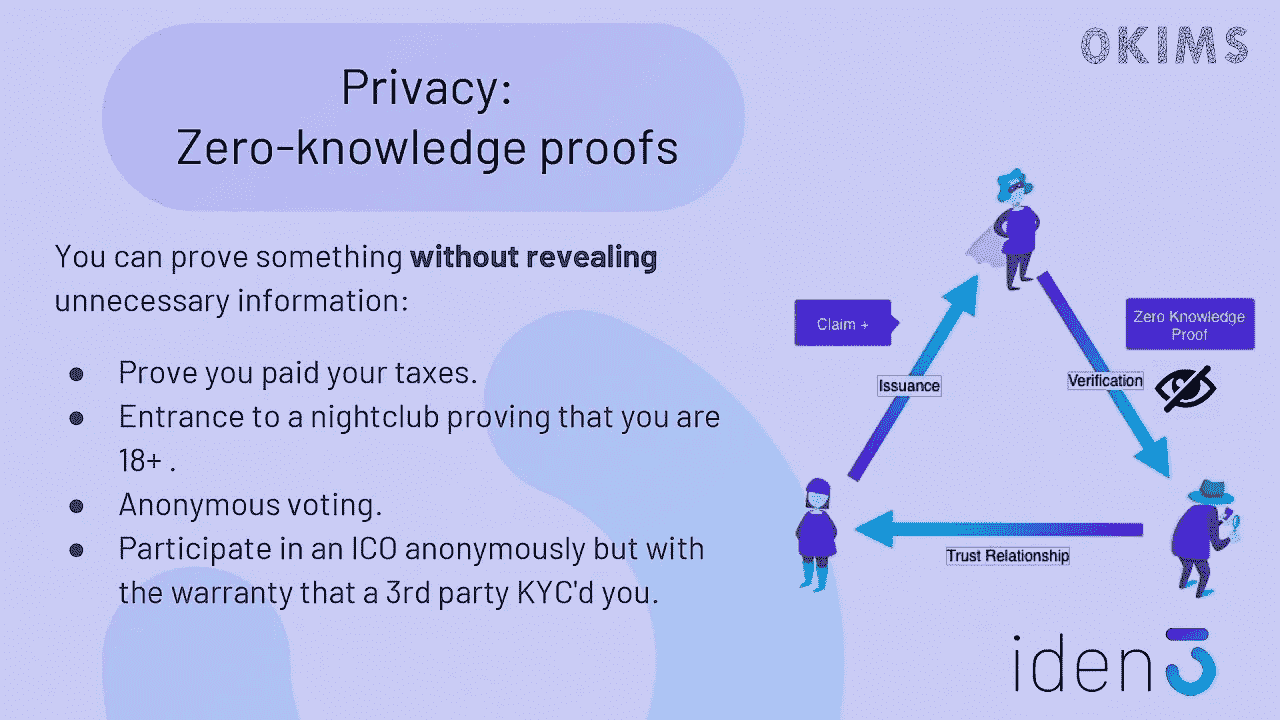 OKIMS
Privacy:
Zero-knowledge proofs
You can prove something without revealing
unnecessary information:
● Prove you paid your taxes.
● Entrance to a nightclub proving that you are
18+ .
● Anonymous voting.
● Participate in an ICO anonymously but with
the warranty that a 3rd party KYC'd you.
Claim +
Zero Knowledge
Proof
Issuance
Verification
Trust Relationship
iden3